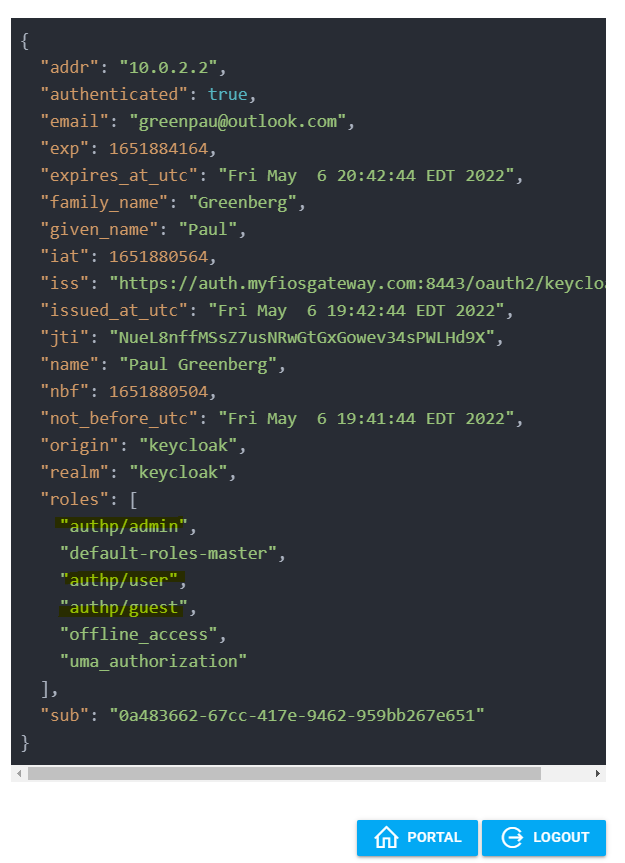 {
"addr": "10.0.2.2",
"authenticated": true,
"email": "greenpau@outlook.com",
"exp": 1651884164,
"expires_at_utc": "Fri May  6 20:42:44 EDT 2022",
"family_name": "Greenberg",
"given_name": "Paul",
"iat": 1651880564,
"iss": "https://auth.myfiosgateway.com:8443/oauth2/keyclo
"issued_at_utc": "Fri May  6 19:42:44 EDT 2022",
"jti": "NueL8nffMSsZ7usNRwGtGxGowev34sPWLHd9X",
"name": "Paul Greenberg",
"nbf": 1651880504,
"not_before_utc": "Fri May  6 19:41:44 EDT 2022",
"origin": "keycloak",
"realm": "keycloak",
"roles": [
"authp/admin",
"default-roles-master",
"authp/user",
"authp/guest",
"offline_access",
"uma_authorization"
],
"sub": "0a483662-67cc-417e-9462-959bb267e651"
}
PORTAL LOGOUT